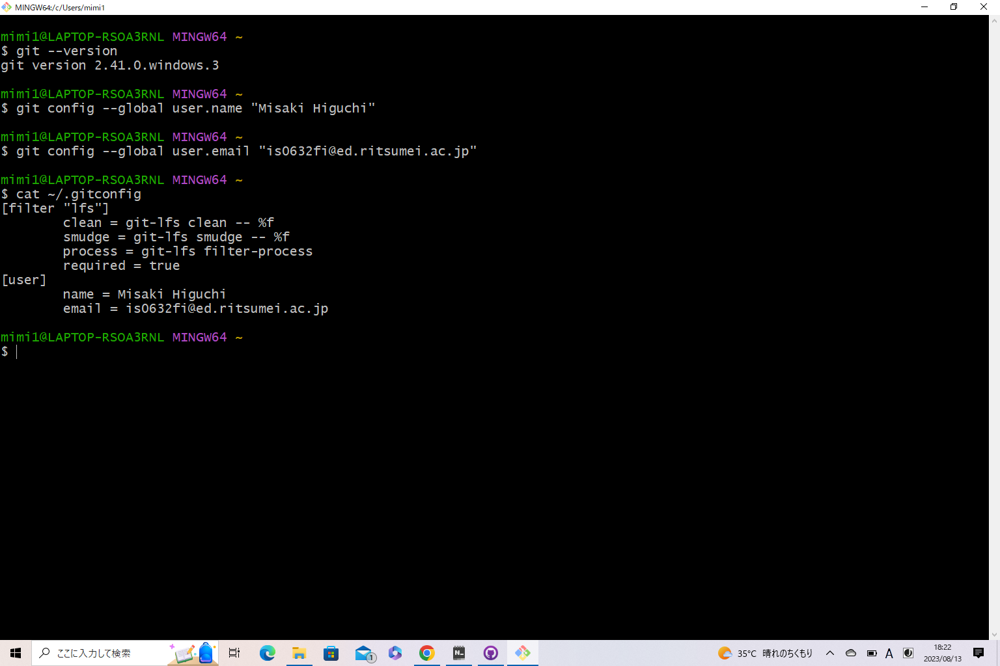 MINGW64:/c/Users/mimi1
mimi1@LAPTOP-RSOA3RNL MINGW64 ~
$ git --version
git version 2.41.0.windows.3
mimi1@LAPTOP-RSOA3RNL MINGW64 ~
$ git config --global user.name "Misaki Higuchi"
mimi1@LAPTOP-RSOA3RNL MINGW64 ~
$ git config --global user.email "is0632fi@ed.ritsumei.ac.jp"
mimi1@LAPTOP-RSOA3RNL MINGW64 ~
$ cat ~/.gitconfig
[filter "lfs"]
        clean = git-lfs clean -- %f
        smudge = git-lfs smudge -- %f
        process = git-lfs filter-process
        required = true
[user]
        name = Misaki Higuchi
        email = is0632fi@ed.ritsumei.ac.jp
mimi1@LAPTOP-RSOA3RNL MINGW64 ~
$
ここに入力して検索
1
N_
35°C 晴れのちくもり
A
J
18:22
2023/08/13